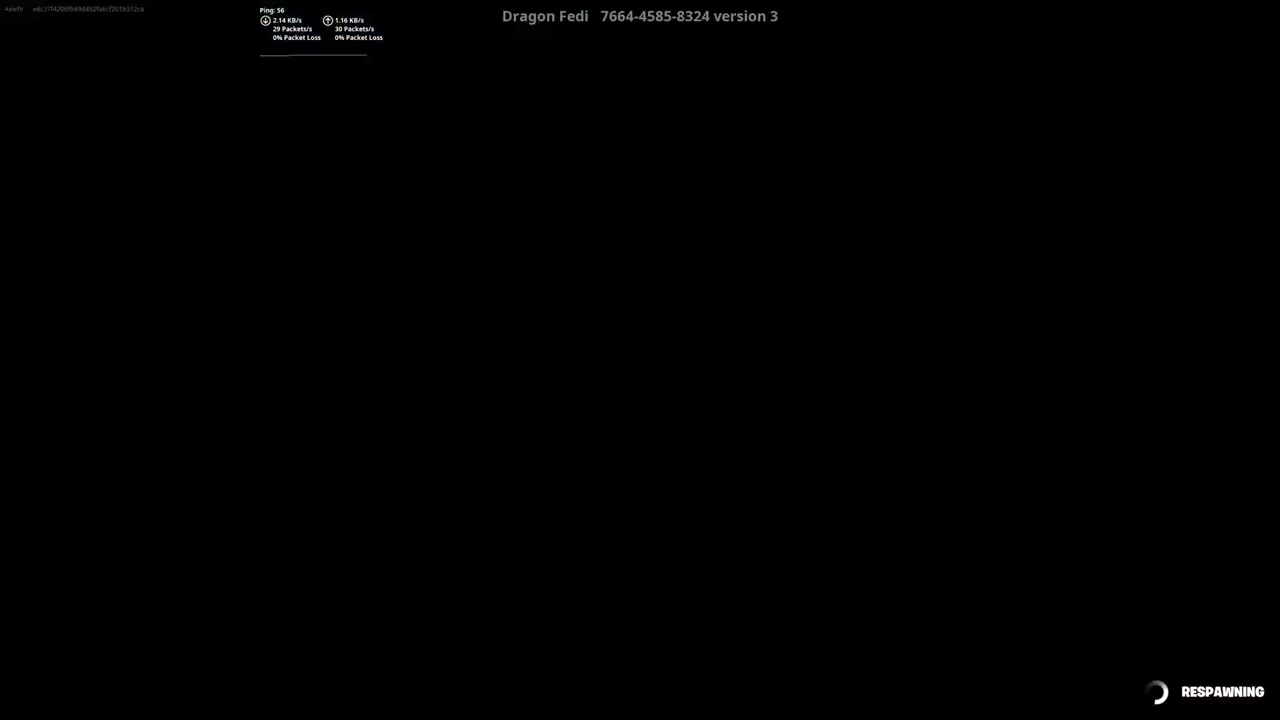 Ping: 56
2.14 KB/s 1.16 KB/s
29 Packets/s 30 Packets/s
0% Packet Loss 0% Packet Loss
Dragon Fedi 7664-4585-8324 version 3
RESPAWNING